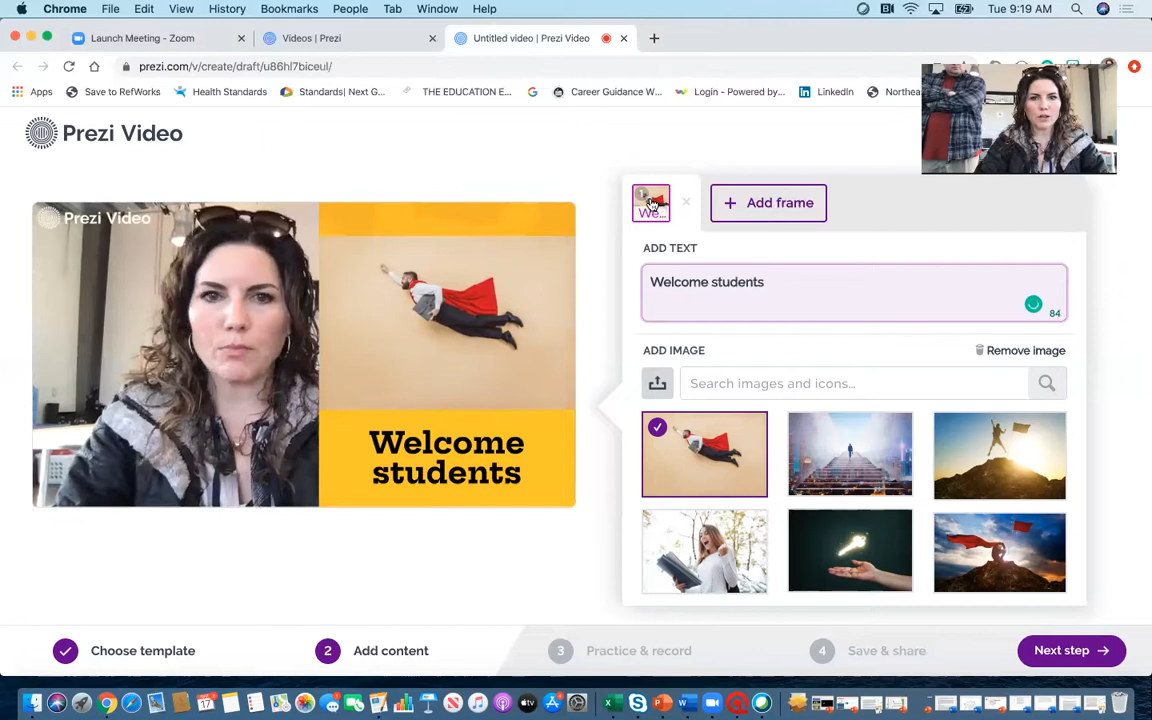 Chrome File Edit View History Bookmarks People Tab Window Help Tue 9:19 AM
Launch Meeting - Zoom Videos | Prezi Untitled video | Prezi Video
prezi.com/v/create/draft/u86hl7biceul/
Apps Save to RefWorks Health Standards Standards| Next G... THE EDUCATION E... Career Guidance W... Login - Powered by... LinkedIn Northeas
Prezi Video
Prezi Video
Welcome
students
1
We...
+ Add frame
ADD TEXT
Welcome students
84
ADD IMAGE Remove image
Search images and icons...
Choose template 2 Add content 3 Practice & record 4 Save & share Next step
17